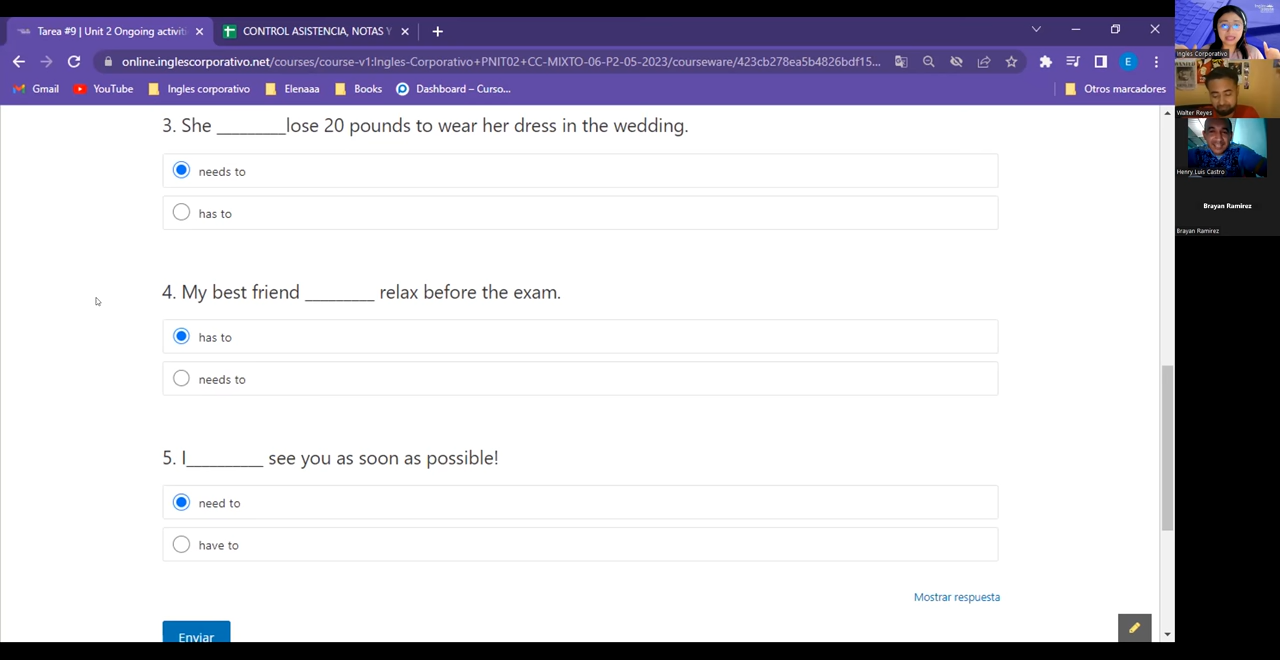 Tarea #9 | Unit 2 Ongoing activiti
CONTROL ASISTENCIA, NOTAS Y
online.inglescorporativo.net/courses/course-v1:Ingles-Corporativo+PNIT02+CC-MIXTO-06-P2-05-2023/courseware/423cb278ea5b4826bdf15...
E
Gmail
YouTube
Ingles corporativo
Elenaaa
Books
Dashboard – Curso...
Otros marcadores
3. She ________lose 20 pounds to wear her dress in the wedding.
needs to
has to
4. My best friend ________ relax before the exam.
has to
needs to
5. I_________ see you as soon as possible!
need to
have to
Mostrar respuesta
Enviar
Ingles Corporativo
Walter Reyes
Henry Luis Castro
Brayan Ramirez
Brayan Ramirez